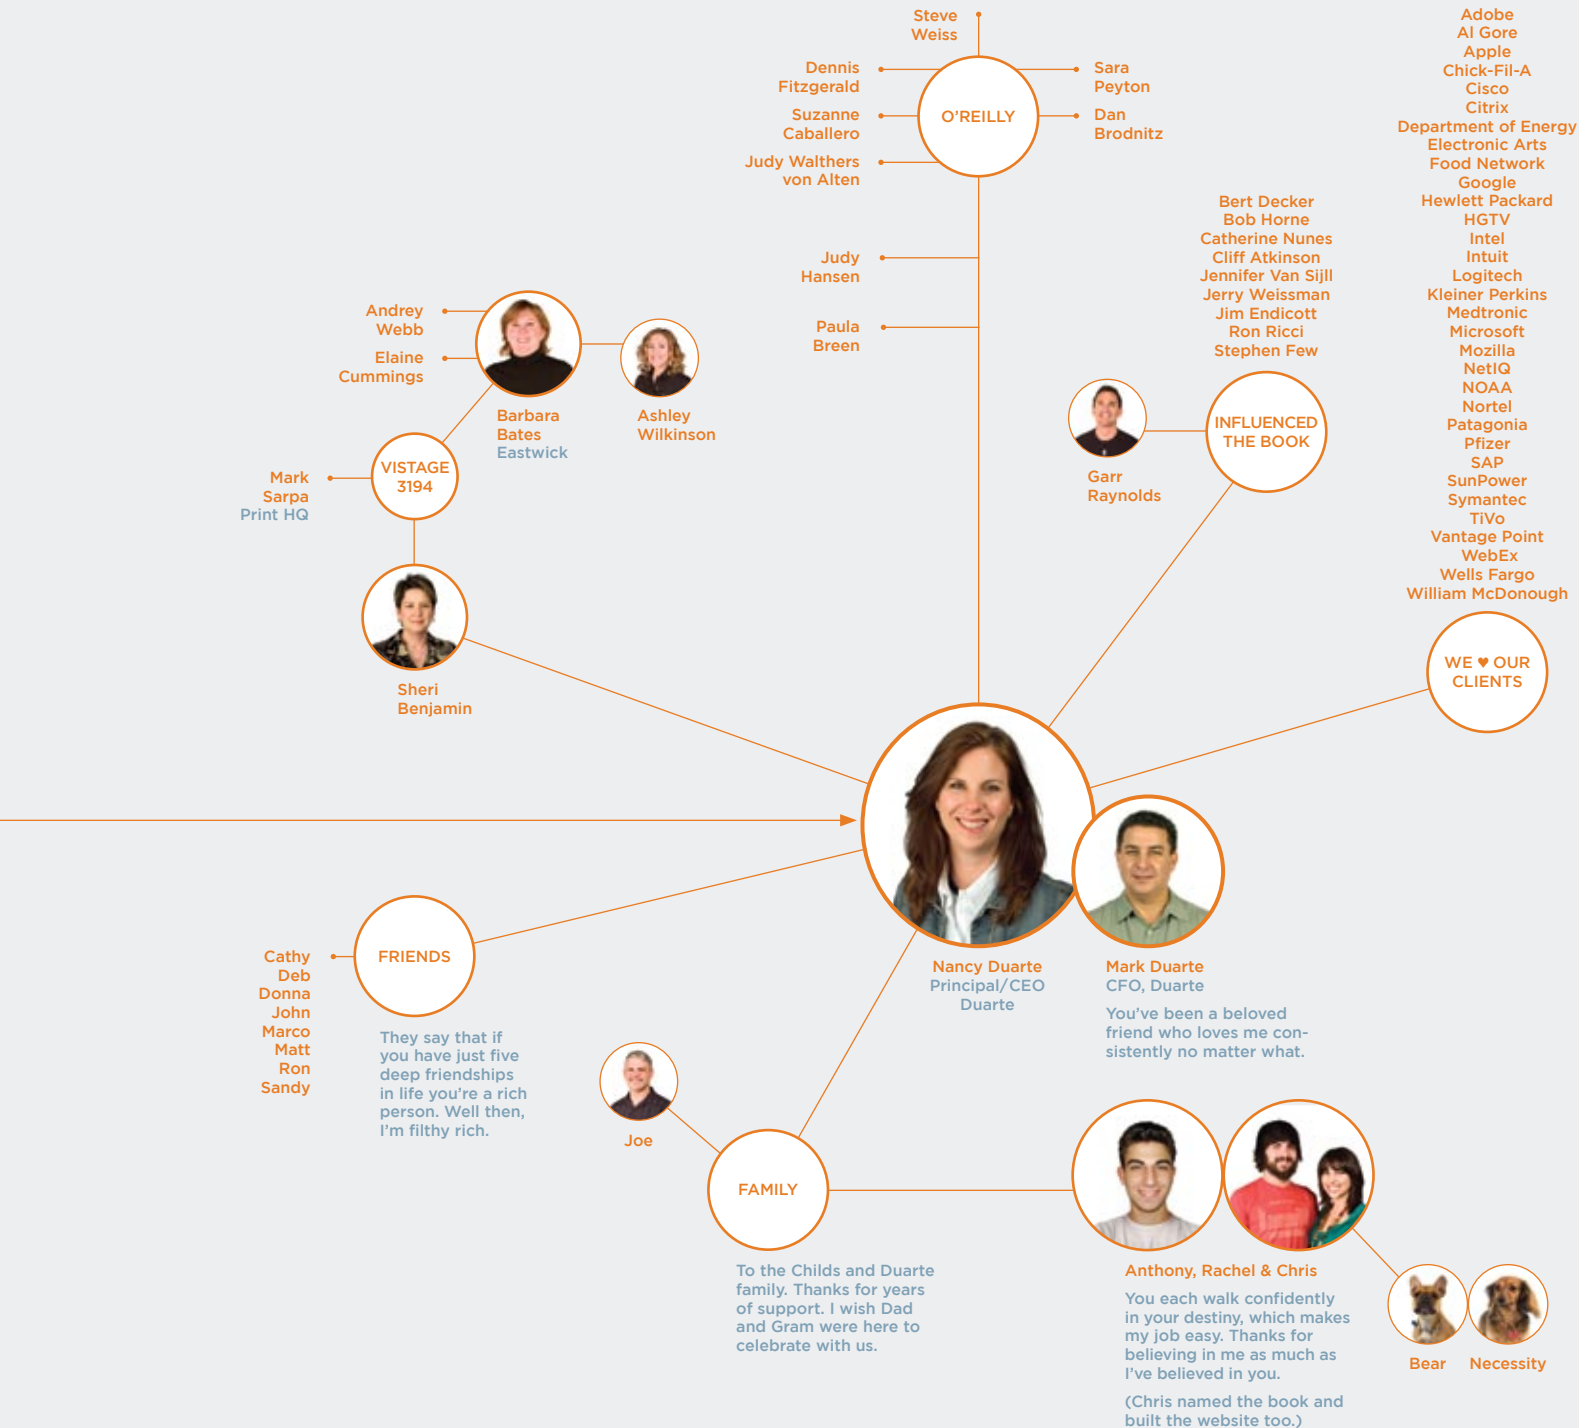 Steve
Weiss
Dennis
Fitzgerald
Suzanne
Caballero
Judy Walthers
von Alten
O'REILLY
Sara
Peyton
Dan
Brodnitz
Judy
Hansen
Paula
Breen
Adobe
Al Gore
Apple
Chick-Fil-A
Cisco
Citrix
Department of Energy
Electronic Arts
Food Network
Google
Hewlett Packard
HGTV
Intel
Intuit
Logitech
Kleiner Perkins
Medtronic
Microsoft
Mozilla
NetIQ
NOAA
Nortel
Patagonia
Pfizer
SAP
SunPower
Symantec
TiVo
Vantage Point
WebEx
Wells Fargo
William McDonough
WE ♥ OUR
CLIENTS
Bert Decker
Bob Horne
Catherine Nunes
Cliff Atkinson
Jennifer Van Sijll
Jerry Weissman
Jim Endicott
Ron Ricci
Stephen Few
INFLUENCED
THE BOOK
Garr
Raynolds
Andrey
Webb
Elaine
Cummings
Barbara
Bates
Eastwick
Ashley
Wilkinson
VISTAGE
3194
Mark
Sarpa
Print HQ
Sheri
Benjamin
Nancy Duarte
Principal/CEO
Duarte
Mark Duarte
CFO, Duarte
You've been a beloved
friend who loves me con-
sistently no matter what.
FRIENDS
Cathy
Deb
Donna
John
Marco
Matt
Ron
Sandy
They say that if
you have just five
deep friendships
in life you're a rich
person. Well then,
I'm filthy rich.
Joe
FAMILY
To the Childs and Duarte
family. Thanks for years
of support. I wish Dad
and Gram were here to
celebrate with us.
Anthony, Rachel & Chris
You each walk confidently
in your destiny, which makes
my job easy. Thanks for
believing in me as much as
I've believed in you.
(Chris named the book and
built the website too.)
Bear
Necessity